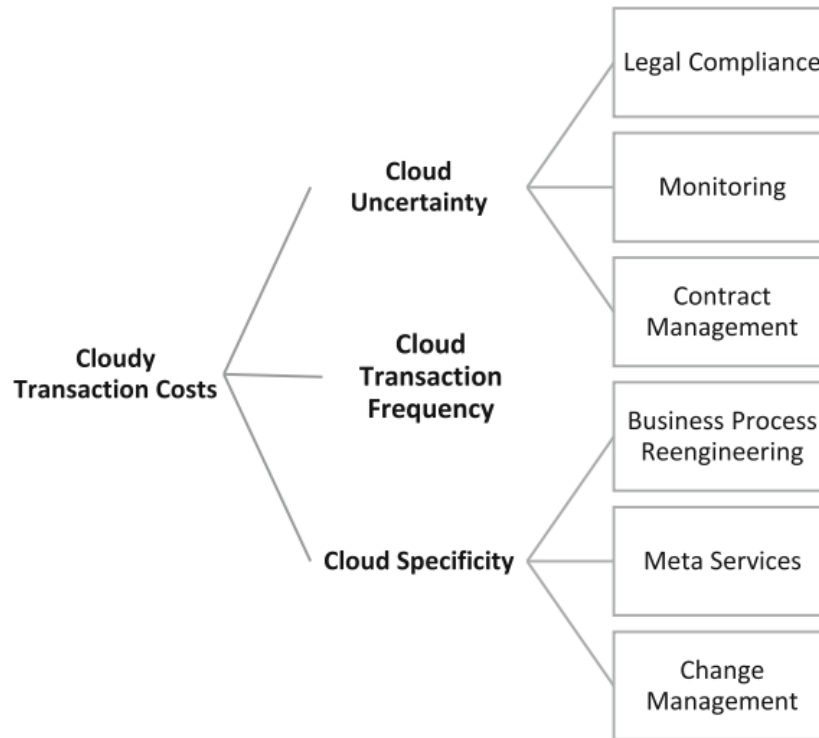 Cloudy
Transaction Costs
Cloud
Uncertainty
Legal Compliance
Monitoring
Contract
Management
Cloud
Transaction
Frequency
Cloud Specificity
Business Process
Reengineering
Meta Services
Change
Management